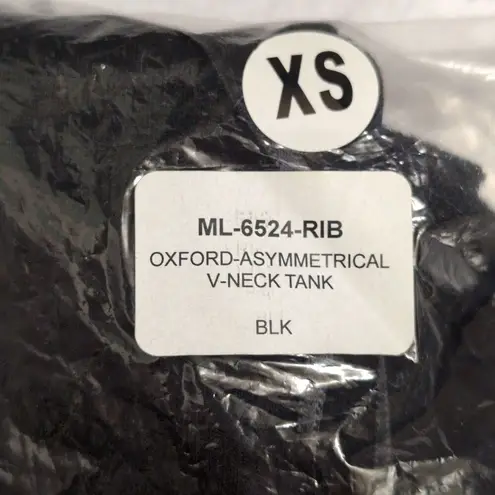 XS
ML-6524-RIB
OXFORD-ASYMMETRICAL
V-NECK TANK
BLK